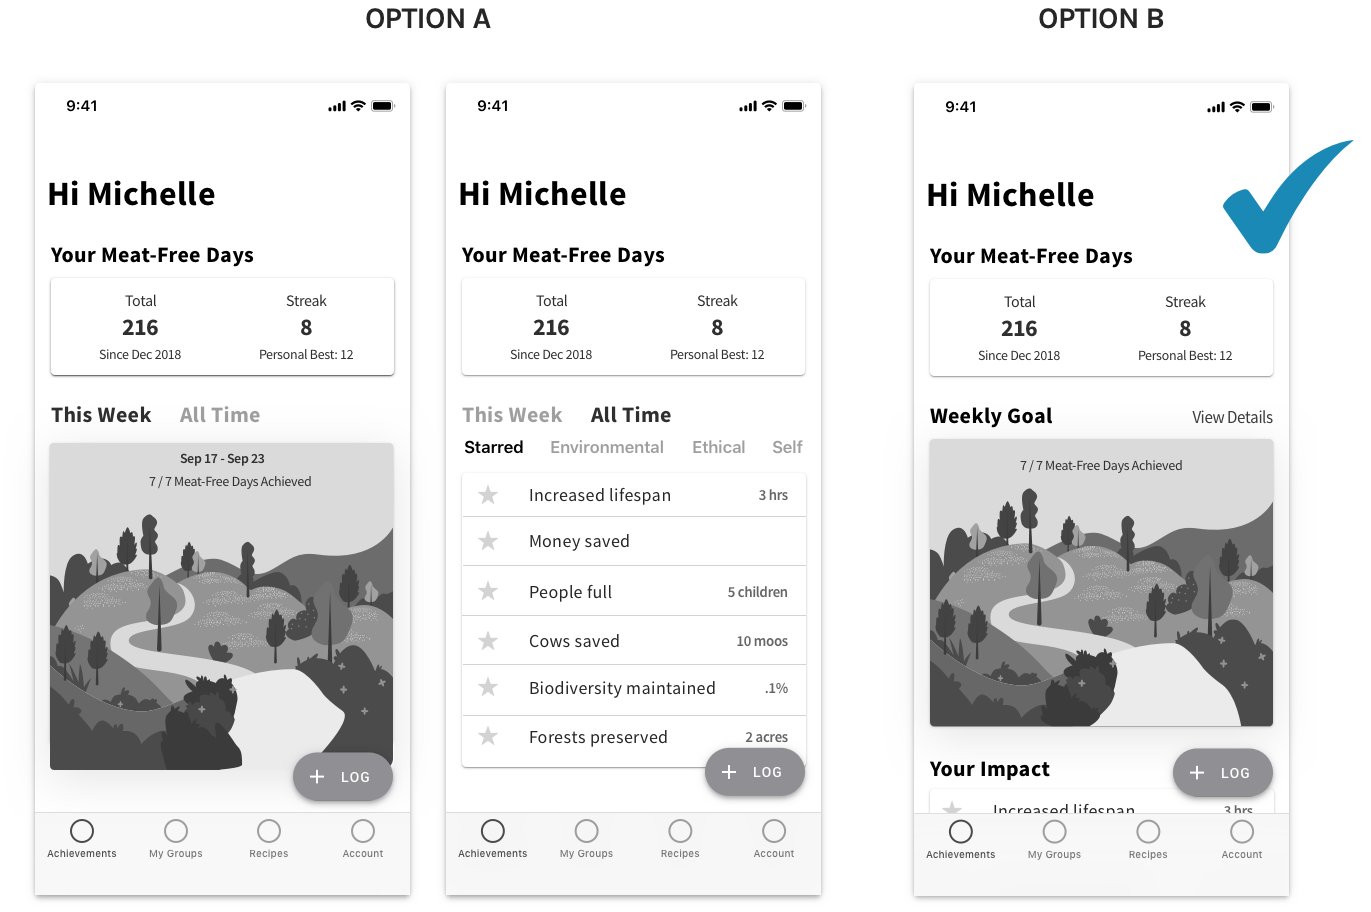 OPTION A
OPTION B
9:41
Hi Michelle
Your Meat-Free Days
Total
Streak
216
8
Since Dec 2018
Personal Best: 12
This Week
All Time
Sep 17 - Sep 23
7 / 7 Meat-Free Days Achieved
+ LOG
Achievements
My Groups
Recipes
Account
9:41
Hi Michelle
Your Meat-Free Days
Total
Streak
216
8
Since Dec 2018
Personal Best: 12
This Week
All Time
Starred
Environmental
Ethical
Self
Increased lifespan
3 hrs
Money saved
People full
5 children
Cows saved
10 moos
Biodiversity maintained
.1%
Forests preserved
2 acres
+ LOG
Achievements
My Groups
Recipes
Account
9:41
Hi Michelle
Your Meat-Free Days
Total
Streak
216
8
Since Dec 2018
Personal Best: 12
Weekly Goal
View Details
7 / 7 Meat-Free Days Achieved
Your Impact
+ LOG
Increased lifespan
3 hrs
Achievements
My Groups
Recipes
Account